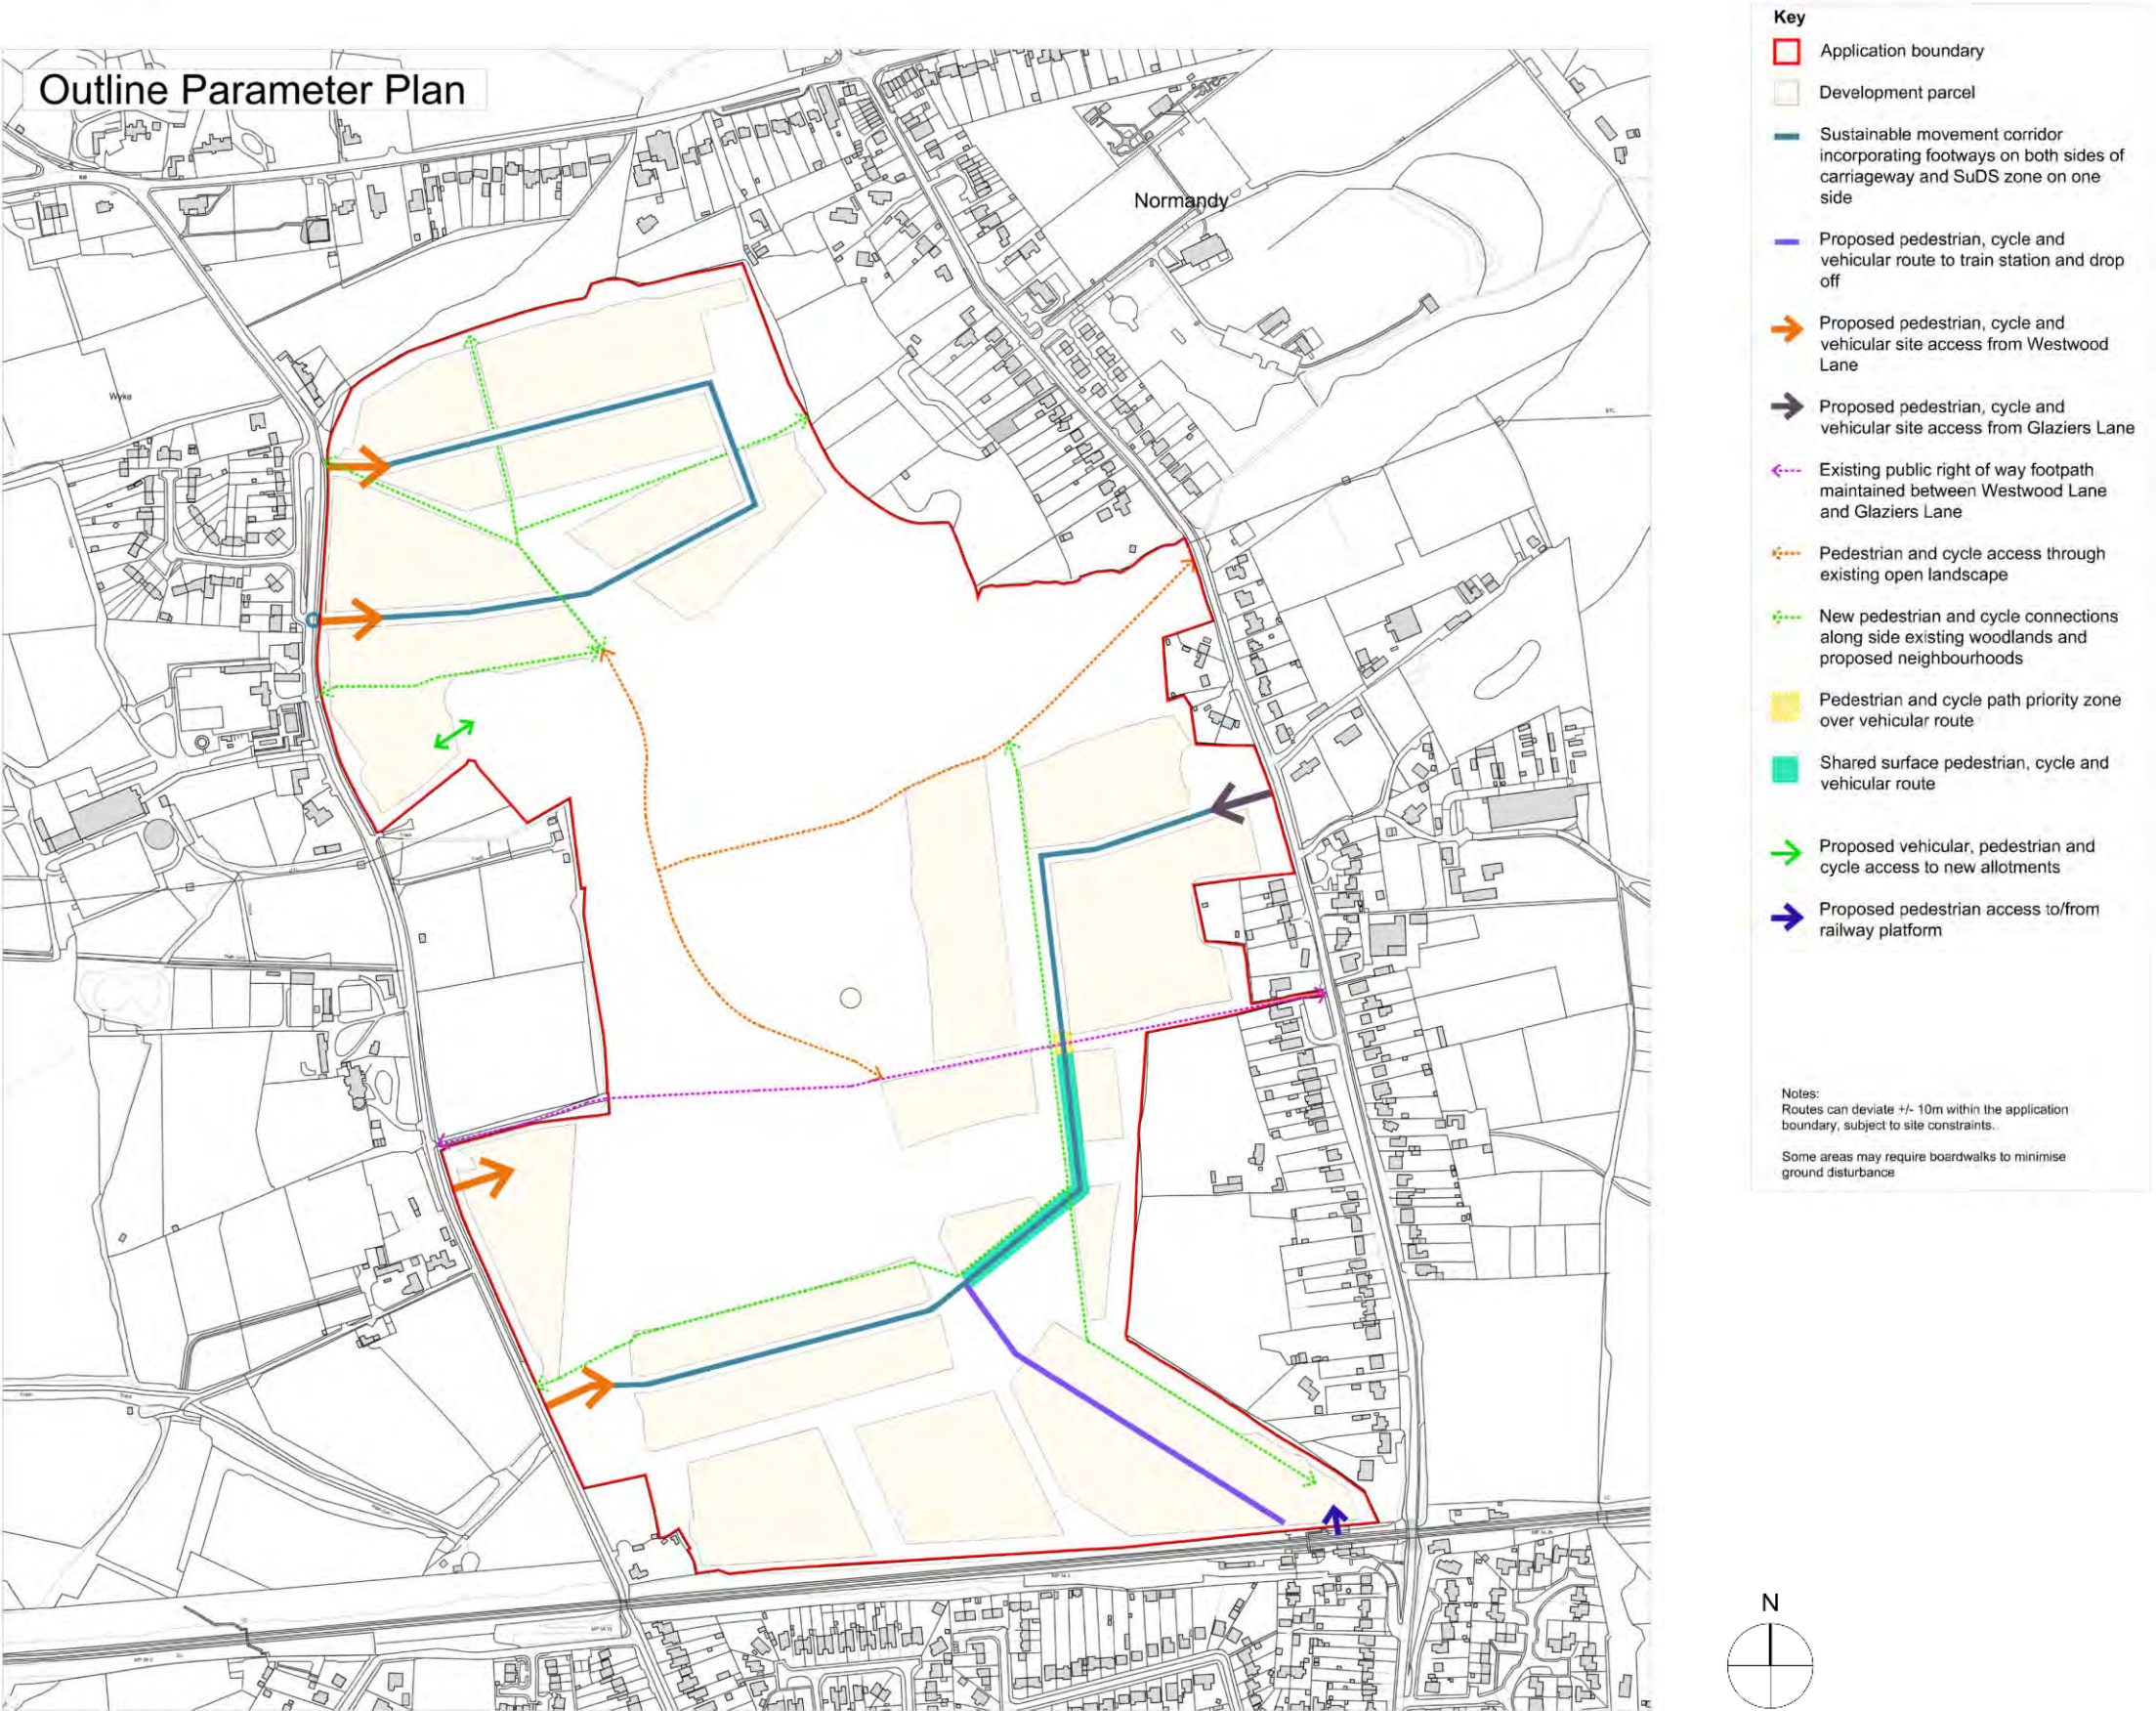 Outline Parameter Plan
Normandy
Wyke
Key
Application boundary
Development parcel
Sustainable movement corridor
incorporating footways on both sides of
carriageway and SuDS zone on one
side
Proposed pedestrian, cycle and
vehicular route to train station and drop
off
Proposed pedestrian, cycle and
vehicular site access from Westwood
Lane
Proposed pedestrian, cycle and
vehicular site access from Glaziers Lane
Existing public right of way footpath
maintained between Westwood Lane
and Glaziers Lane
Pedestrian and cycle access through
existing open landscape
New pedestrian and cycle connections
along side existing woodlands and
proposed neighbourhoods
Pedestrian and cycle path priority zone
over vehicular route
Shared surface pedestrian, cycle and
vehicular route
Proposed vehicular, pedestrian and
cycle access to new allotments
Proposed pedestrian access to/from
railway platform
Notes:
Routes can deviate +/- 10m within the application
boundary, subject to site constraints.
Some areas may require boardwalks to minimise
ground disturbance
N